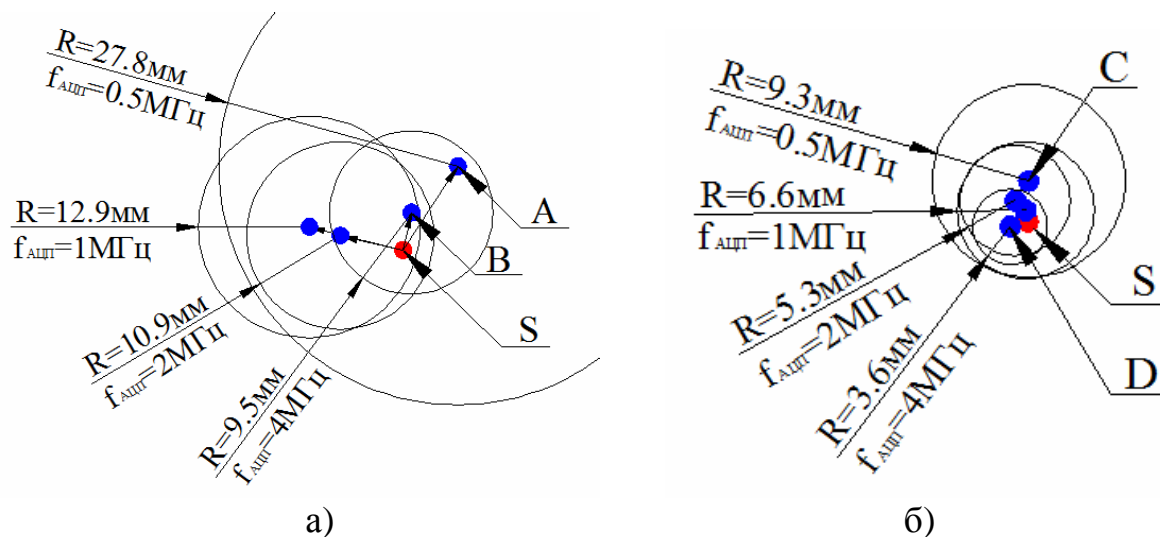 R=27.8мм
fАЦП=0.5МГц
R=12.9мм
fАЦП=1МГц
R=10.9мм
fАЦП=2МГц
R=9.5мм
fАЦП=4МГц
A
B
S
а)
R=9.3мм
fАЦП=0.5МГц
R=6.6мм
fАЦП=1МГц
R=5.3мм
fАЦП=2МГц
R=3.6мм
fАЦП=4МГц
C
S
D
б)